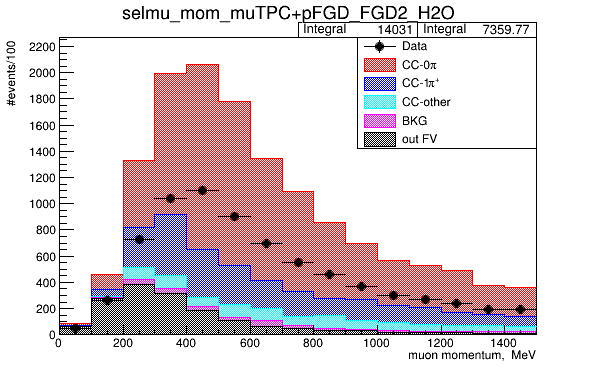 selmu_mom_muTPC+pFGD_FGD2_H2O
Integral 14031 Integral 7359.77
Data
CC-0π
CC-1π⁺
CC-other
BKG
out FV
#events/100
2200
2000
1800
1600
1400
1200
1000
800
600
400
200
0
0 200 400 600 800 1000 1200 1400
muon momentum, MeV